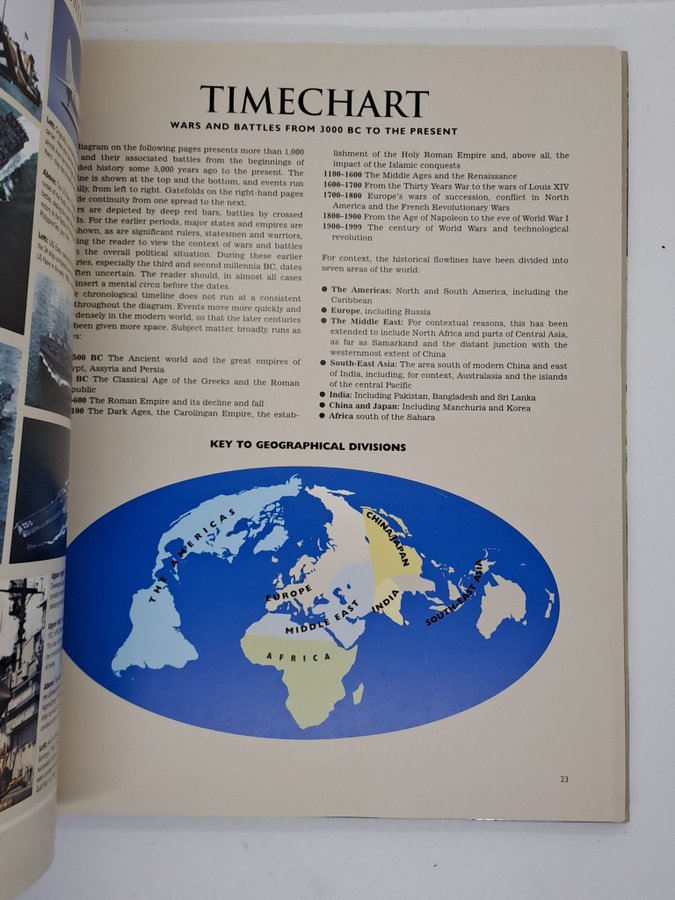 TIMECHART
WARS AND BATTLES FROM 3000 BC TO THE PRESENT
diagram on the following pages presents more than 1,000
and their associated battles from the beginnings of
history some 5,000 years ago to the present. The
is shown at the top and the bottom, and events run
from left to right. Gatefolds on the right-hand pages
continuity from one spread to the next.
are depicted by deep red bars, battles by crossed
For the earlier periods, major states and empires are
shown, as are significant rulers, statesmen and warriors,
the reader to view the context of wars and battles
the overall political situation. During these earlier
especially the third and second millennia BC, dates
often uncertain. The reader should, in almost all cases
insert a mental circa before the dates.
chronological timeline does not run at a consistent
throughout the diagram. Events move more quickly and
densely in the modern world, so that the later centuries
been given more space. Subject matter, broadly, runs as
500 BC The Ancient world and the great empires of
Assyria and Persia
BC The Classical Age of the Greeks and the Roman
-600 The Roman Empire and its decline and fall
100 The Dark Ages, the Carolingan Empire, the estab-
lishment of the Holy Roman Empire and, above all, the
impact of the Islamic conquests
1100–1600 The Middle Ages and the Renaissance
1600–1700 From the Thirty Years War to the wars of Louis XIV
1700–1800 Europe's wars of succession, conflict in North
America and the French Revolutionary Wars
1800–1900 From the Age of Napoleon to the eve of World War I
1900–1999 The century of World Wars and technological
revolution
For context, the historical flowlines have been divided into
seven areas of the world:
● The Americas: North and South America, including the
Caribbean
● Europe, including Russia
● The Middle East: For contextual reasons, this has been
extended to include North Africa and parts of Central Asia,
as far as Samarkand and the distant junction with the
westernmost extent of China
● South-East Asia: The area south of modern China and east
of India, including, for context, Australasia and the islands
of the central Pacific
● India: Including Pakistan, Bangladesh and Sri Lanka
● China and Japan: Including Manchuria and Korea
● Africa south of the Sahara
KEY TO GEOGRAPHICAL DIVISIONS
THE AMERICAS
CHINA/JAPAN
EUROPE
MIDDLE EAST
INDIA
SOUTH-EAST ASIA
AFRICA
23